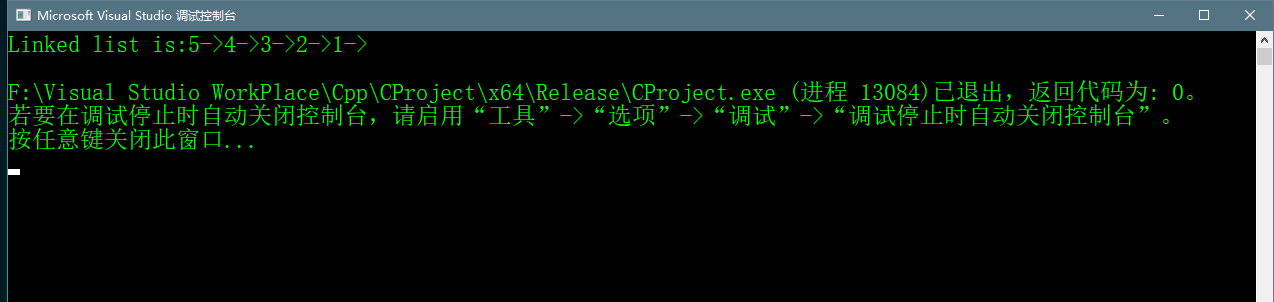 Microsoft Visual Studio 调试控制台
Linked list is:5->4->3->2->1->
F:\Visual Studio WorkPlace\Cpp\CProject\x64\Release\CProject.exe (进程 13084)已退出，返回代码为: 0。
若要在调试停止时自动关闭控制台，请启用“工具”->“选项”->“调试”->“调试停止时自动关闭控制台”。
按任意键关闭此窗口...